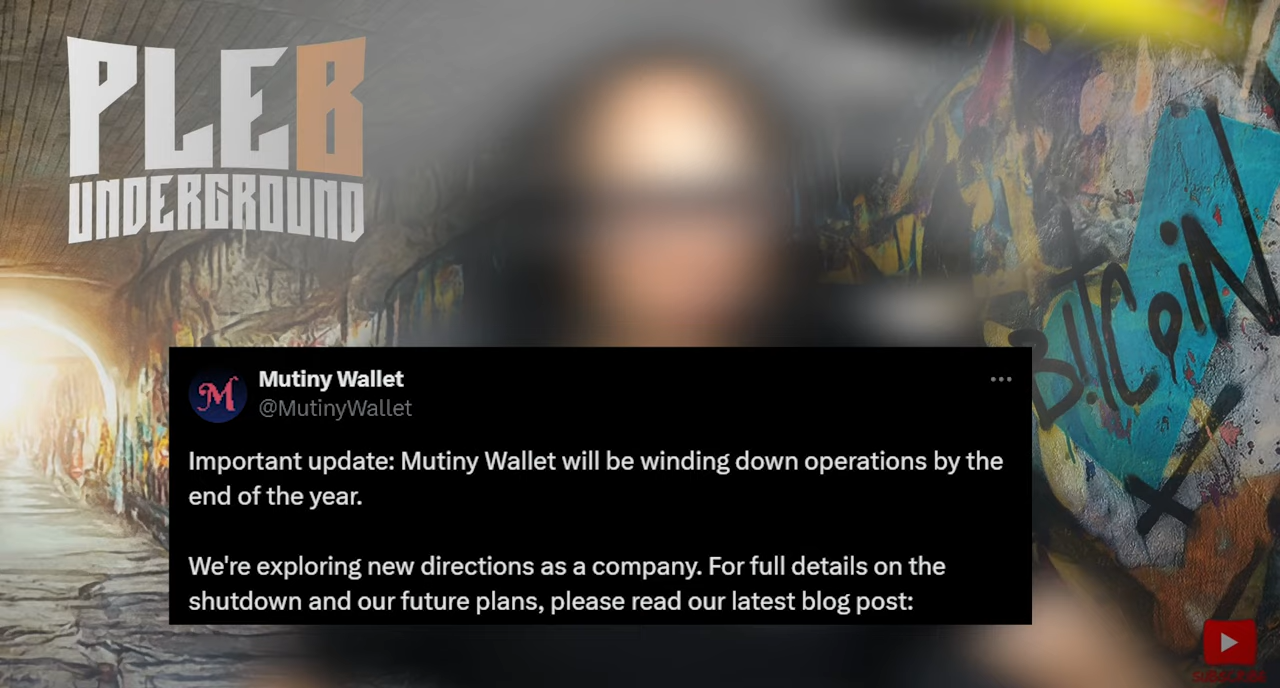 PLEB
UNDERGROUND
Mutiny Wallet
@MutinyWallet
Important update: Mutiny Wallet will be winding down operations by the
end of the year.
We're exploring new directions as a company. For full details on the
shutdown and our future plans, please read our latest blog post:
BitCoiN
SUBSCRIBE